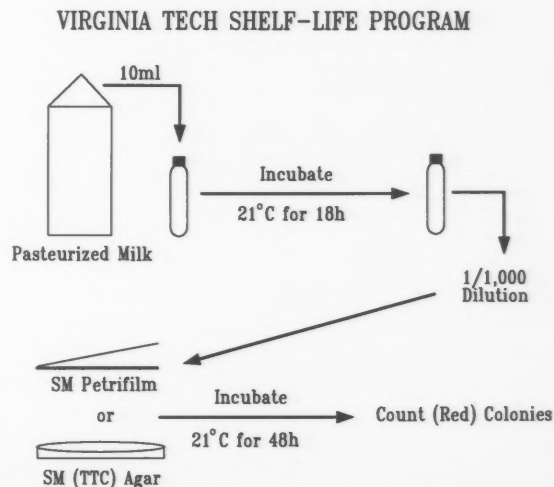 VIRGINIA TECH SHELF-LIFE PROGRAM
10ml
Pasteurized Milk
Incubate
21°C for 18h
1/1,000
Dilution
SM Petrifilm
or
SM (TTC) Agar
Incubate
21°C for 48h
Count (Red) Colonies